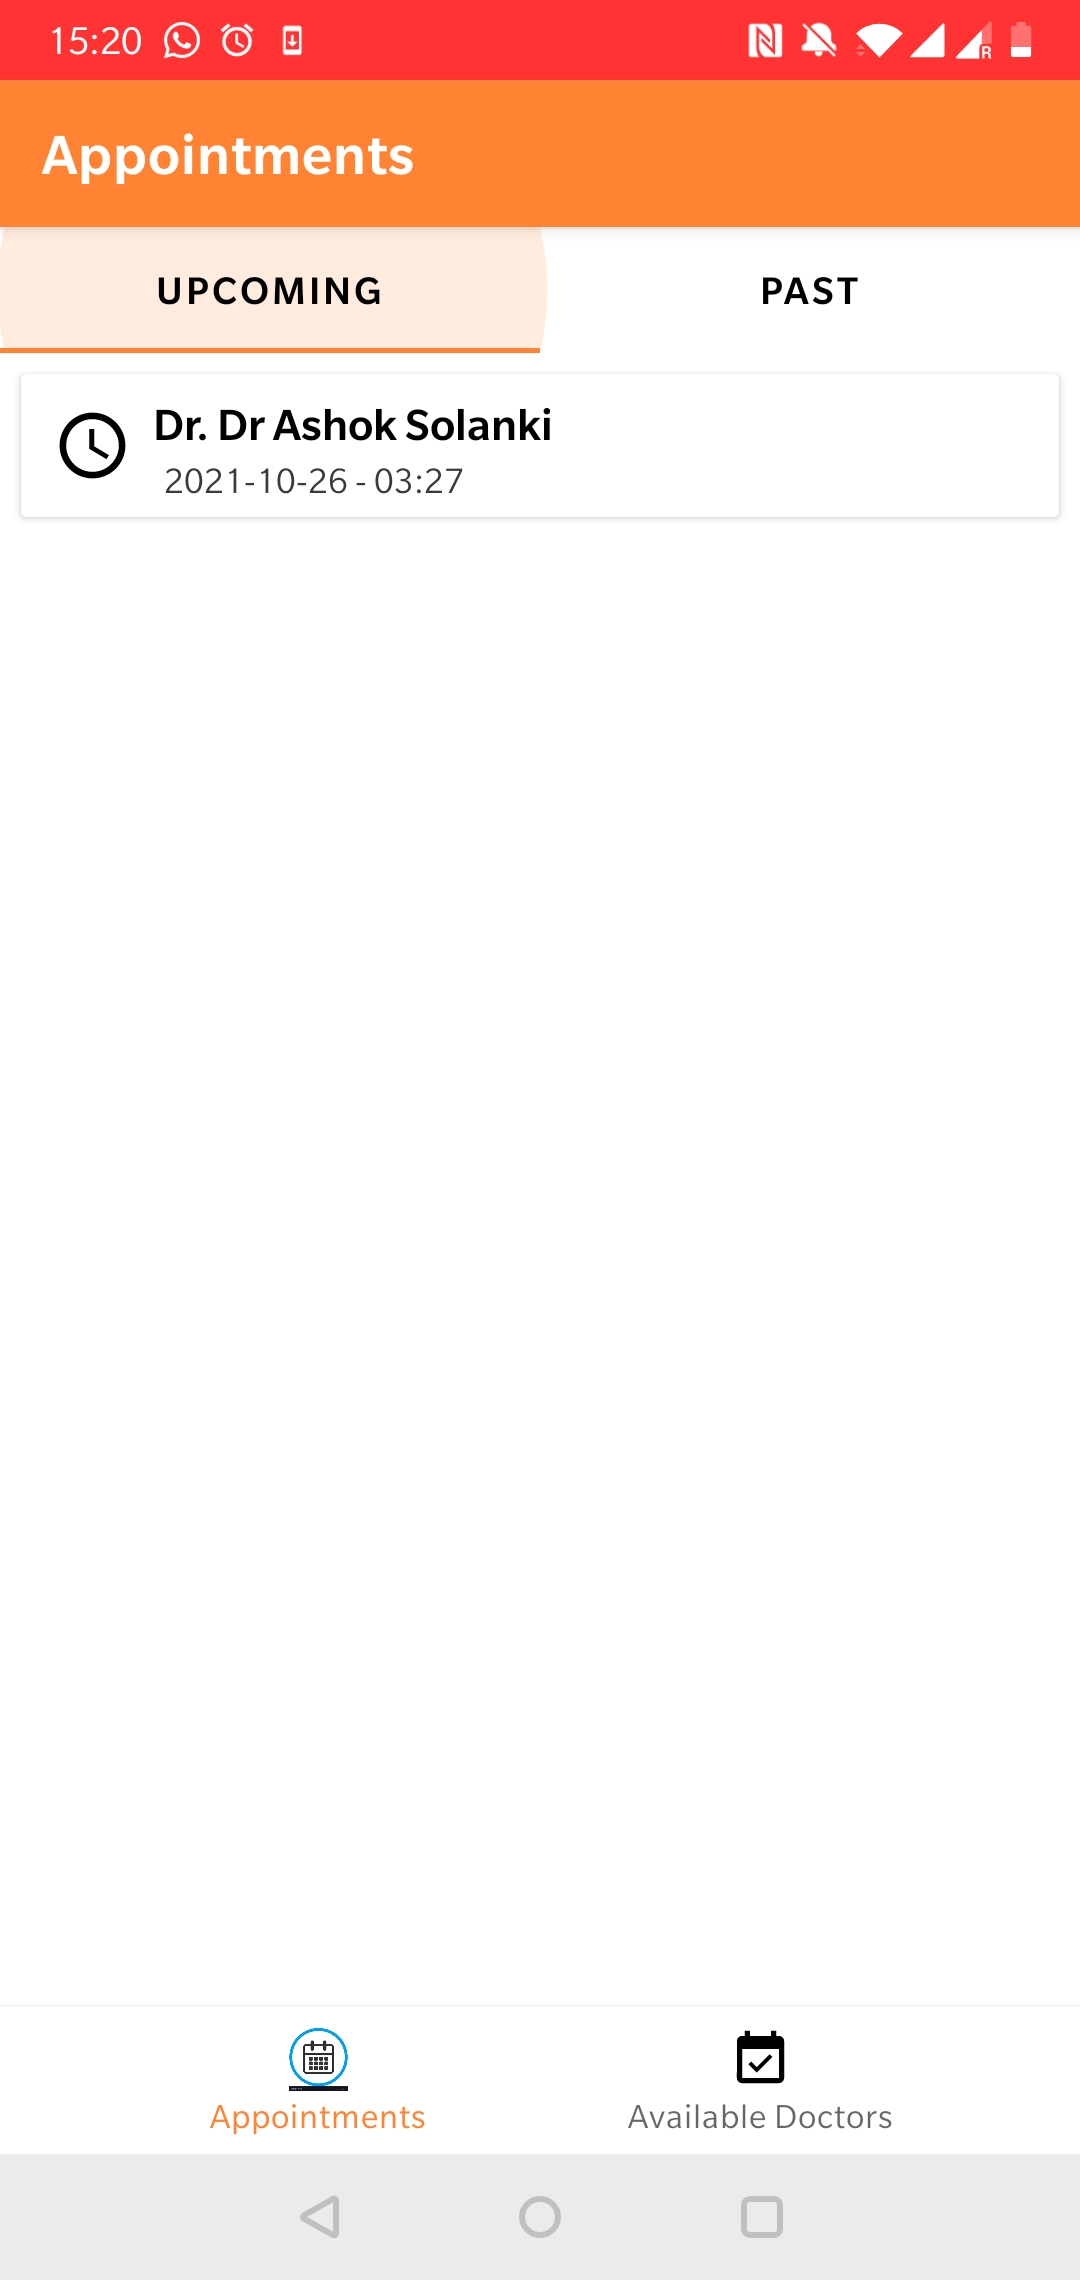 15:20
R
Appointments
UPCOMING
PAST
Dr. Dr Ashok Solanki
2021-10-26 - 03:27
Appointments
Available Doctors